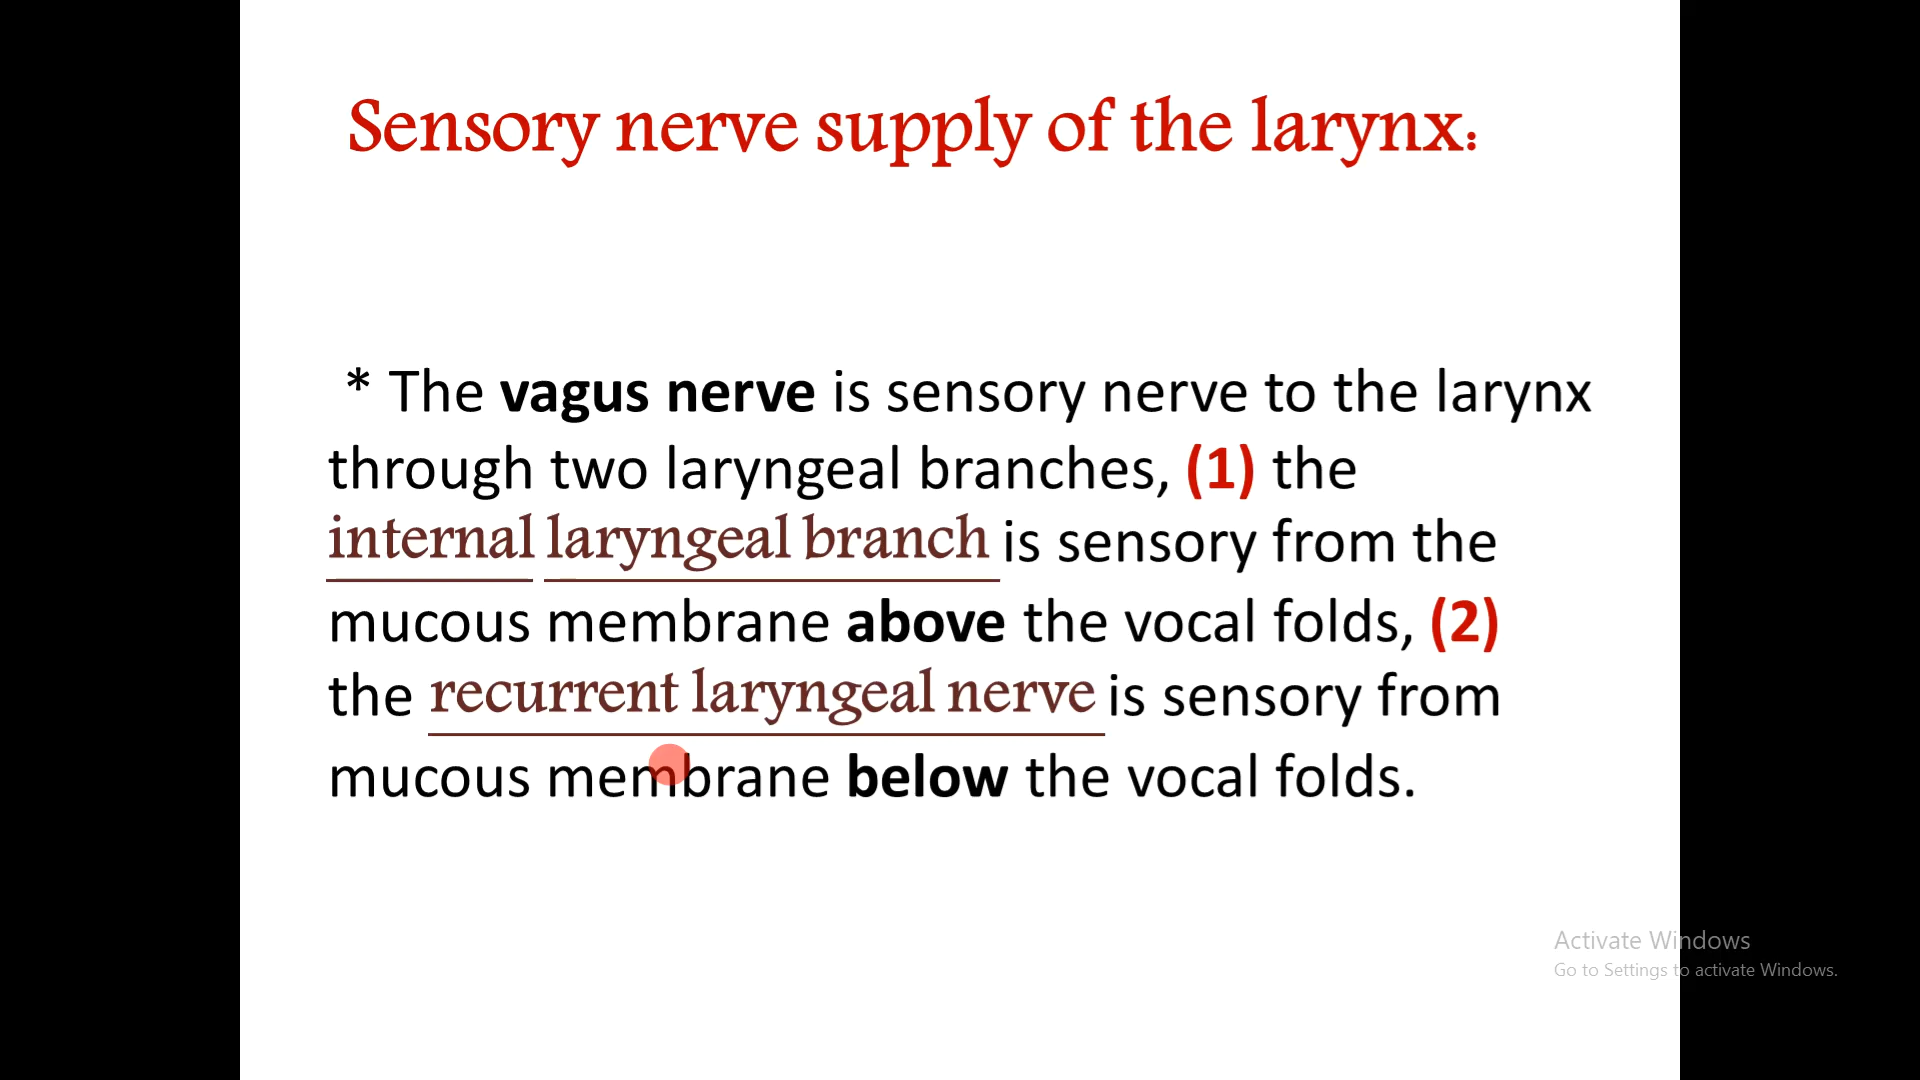 Sensory nerve supply of the larynx:
* The vagus nerve is sensory nerve to the larynx
through two laryngeal branches, (1) the
internal laryngeal branch is sensory from the
mucous membrane above the vocal folds, (2)
the recurrent laryngeal nerve is sensory from
mucous membrane below the vocal folds.
Activate Windows
Go to Settings to activate Windows.